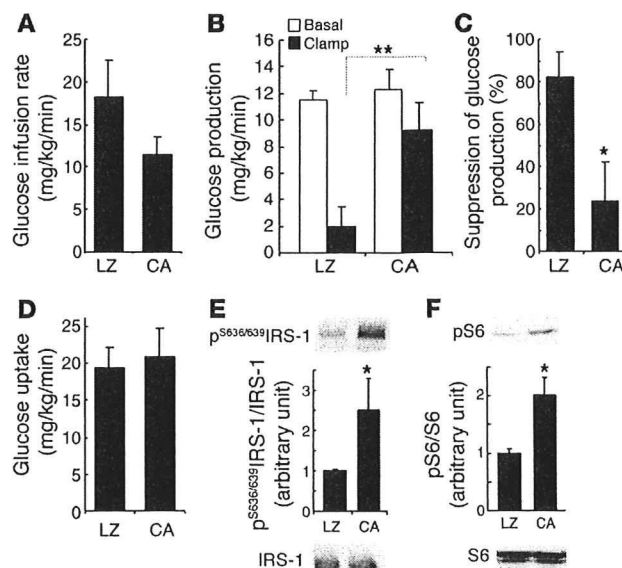 A
Glucose infusion rate
(mg/kg/min)
25
20
15
10
5
0
LZ CA
B
Basal
Clamp
**
Glucose production
(mg/kg/min)
16
14
12
10
8
6
4
2
0
LZ CA
C
Suppression of glucose
production (%)
100
80
60
40
20
0
*
LZ CA
D
Glucose uptake
(mg/kg/min)
25
20
15
10
5
0
LZ CA
E
pS636/639IRS-1
pS636/639IRS-1/IRS-1
(arbitrary unit)
4
3
2
1
0
*
LZ CA
IRS-1
F
pS6
pS6/S6
(arbitrary unit)
2
1
0
*
LZ CA
S6